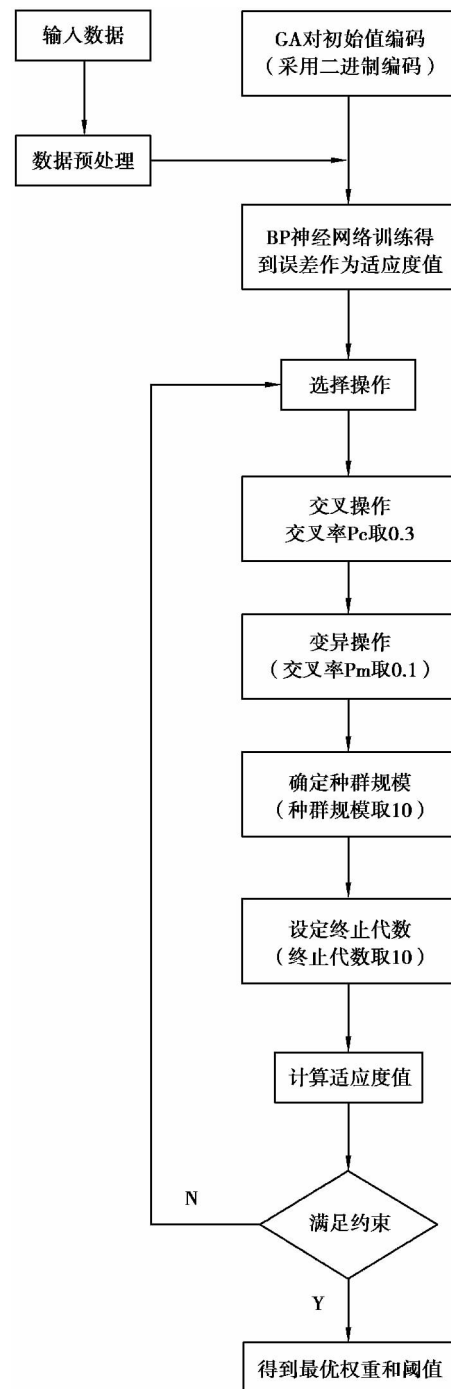 输入数据
GA对初始值编码
（采用二进制编码）
数据预处理
BP神经网络训练得
到误差作为适应度值
选择操作
交叉操作
交叉率Pc取0.3
变异操作
（交叉率Pm取0.1）
确定种群规模
（种群规模取10）
设定终止代数
（终止代数取10）
计算适应度值
N
满足约束
Y
得到最优权重和阈值